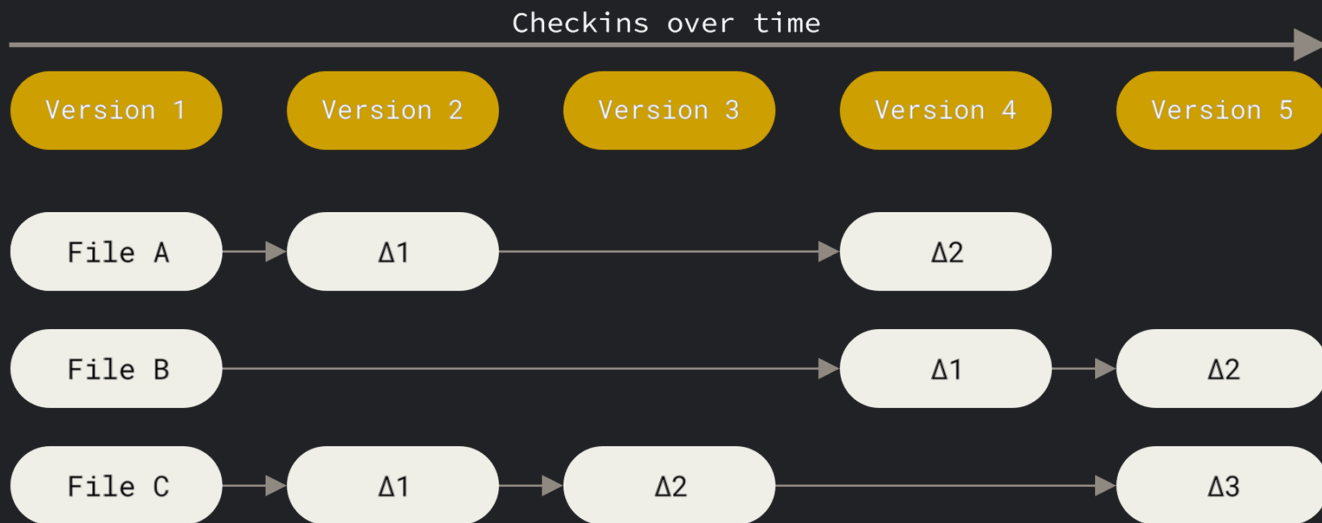 Checkins over time
Version 1 Version 2 Version 3 Version 4 Version 5
File A Δ1 Δ2
File B Δ1 Δ2
File C Δ1 Δ2 Δ3